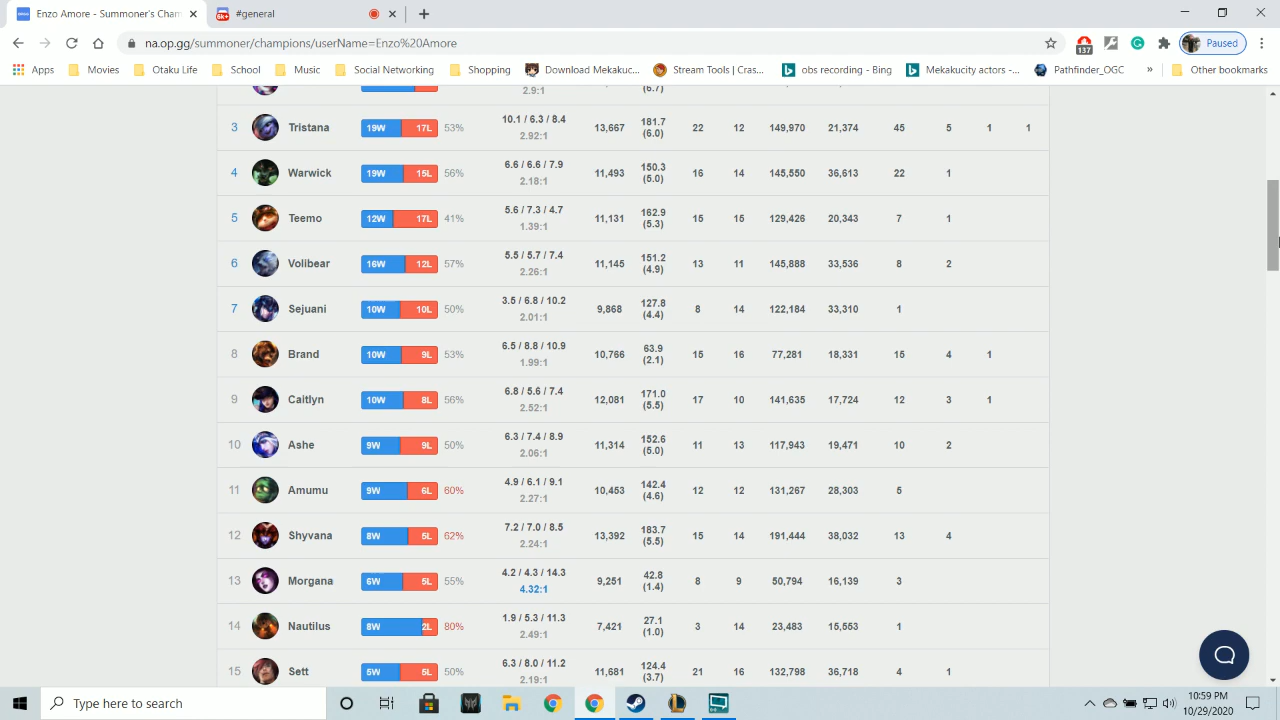 Enzo Amore - Summoner's Cham
#general
na.op.gg/summoner/champions/userName=Enzo%20Amore
137
Paused
Apps Movies Otaku Life School Music Social Networking Shopping Download Mekakuc... Stream Tools | Cras... obs recording - Bing Mekakucity actors -... Pathfinder_OGC » Other bookmarks
2.9:1 (6.7)
3 Tristana 19W 17L 53% 10.1 / 6.3 / 8.4 2.92:1 13,667 181.7 (6.0) 22 12 149,970 21,374 45 5 1 1
4 Warwick 19W 15L 56% 6.6 / 6.6 / 7.9 2.18:1 11,493 150.3 (5.0) 16 14 145,550 36,613 22 1
5 Teemo 12W 17L 41% 5.6 / 7.3 / 4.7 1.39:1 11,131 162.9 (5.3) 15 15 129,426 20,343 7 1
6 Volibear 16W 12L 57% 5.5 / 5.7 / 7.4 2.26:1 11,145 151.2 (4.9) 13 11 145,888 33,536 8 2
7 Sejuani 10W 10L 50% 3.5 / 6.8 / 10.2 2.01:1 9,868 127.8 (4.4) 8 14 122,184 33,310 1
8 Brand 10W 9L 53% 6.5 / 8.8 / 10.9 1.99:1 10,766 63.9 (2.1) 15 16 77,281 18,331 15 4 1
9 Caitlyn 10W 8L 56% 6.8 / 5.6 / 7.4 2.52:1 12,081 171.0 (5.5) 17 10 141,635 17,724 12 3 1
10 Ashe 9W 9L 50% 6.3 / 7.4 / 8.9 2.06:1 11,314 152.6 (5.0) 11 13 117,943 19,471 10 2
11 Amumu 9W 6L 60% 4.9 / 6.1 / 9.1 2.27:1 10,453 142.4 (4.6) 12 12 131,267 28,303 5
12 Shyvana 8W 5L 62% 7.2 / 7.0 / 8.5 2.24:1 13,392 183.7 (5.5) 15 14 191,444 38,032 13 4
13 Morgana 6W 5L 55% 4.2 / 4.3 / 14.3 4.32:1 9,251 42.8 (1.4) 8 9 50,794 16,139 3
14 Nautilus 8W 2L 80% 1.9 / 5.3 / 11.3 2.49:1 7,421 27.1 (1.0) 3 14 23,483 15,553 1
15 Sett 5W 5L 50% 6.3 / 8.0 / 11.2 2.19:1 11,681 124.4 (3.7) 21 16 132,798 36,718 4 1
Type here to search
10:59 PM
10/29/2020